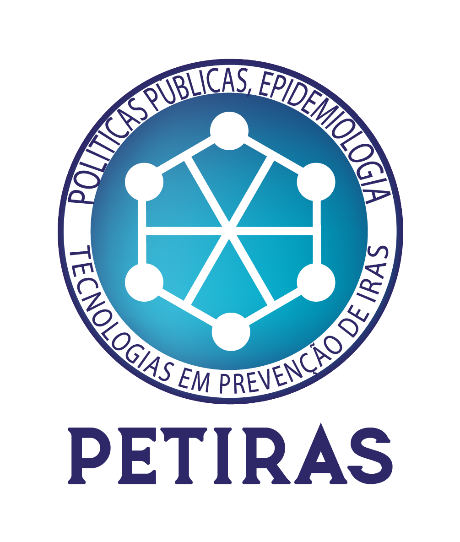 POLITICAS PUBLICAS, EPIDEMIOLOGIA
TECNOLOGIAS EM PREVENÇÃO DE IRAS
PETIRAS